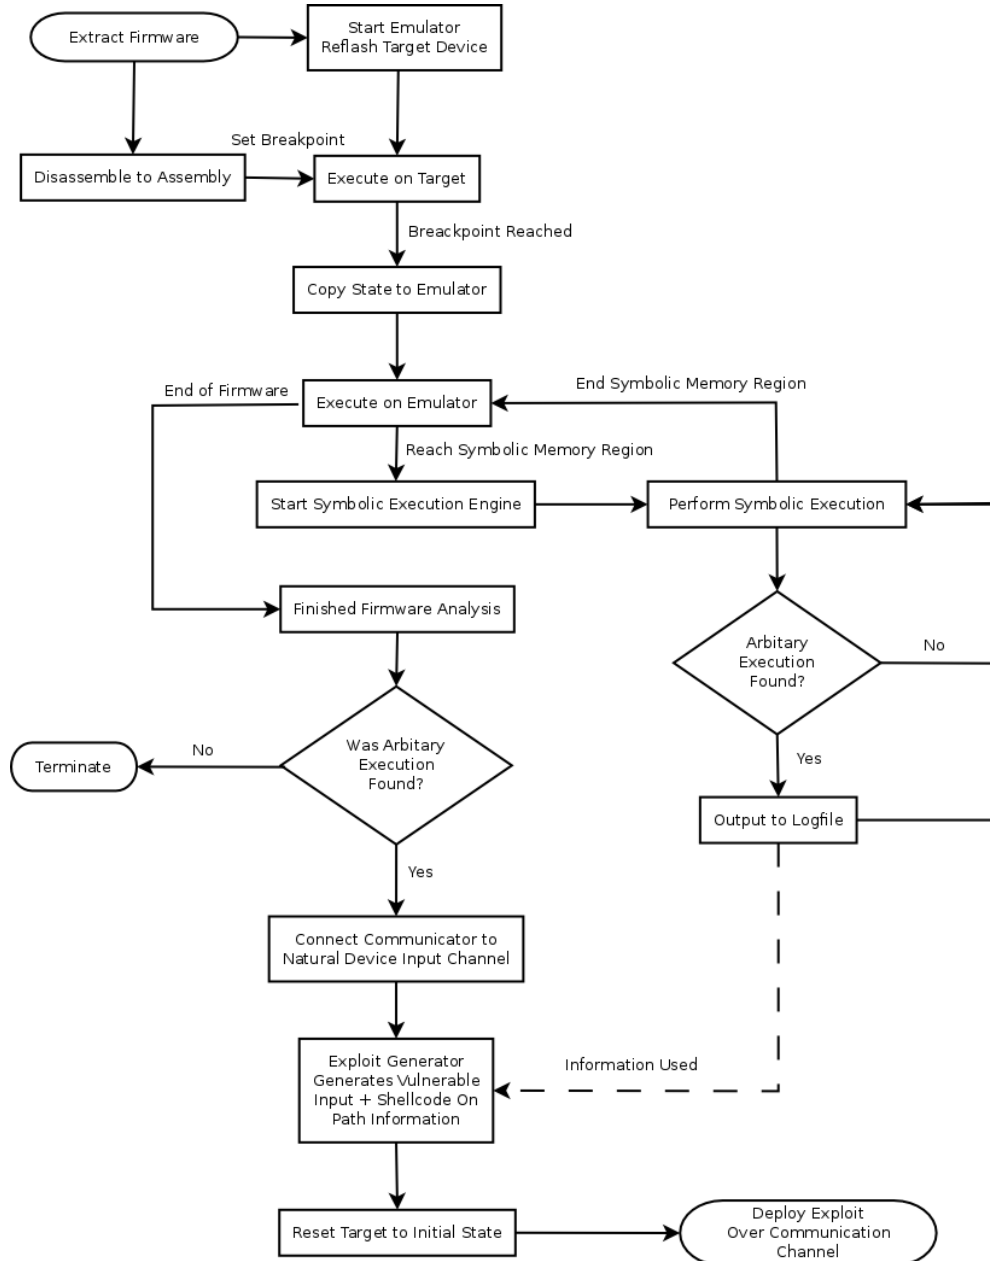 Extract Firmware
Start Emulator
Reflash Target Device
Set Breakpoint
Disassemble to Assembly
Execute on Target
Breackpoint Reached
Copy State to Emulator
End of Firmware
Execute on Emulator
End Symbolic Memory Region
Reach Symbolic Memory Region
Start Symbolic Execution Engine
Perform Symbolic Execution
Finished Firmware Analysis
Arbitary
Execution
Found?
No
Was Arbitary
Execution
Found?
No
Terminate
Yes
Output to Logfile
Yes
Connect Communicator to
Natural Device Input Channel
Exploit Generator
Generates Vulnerable
Input + Shellcode On
Path Information
Information Used
Reset Target to Initial State
Deploy Exploit
Over Communication
Channel